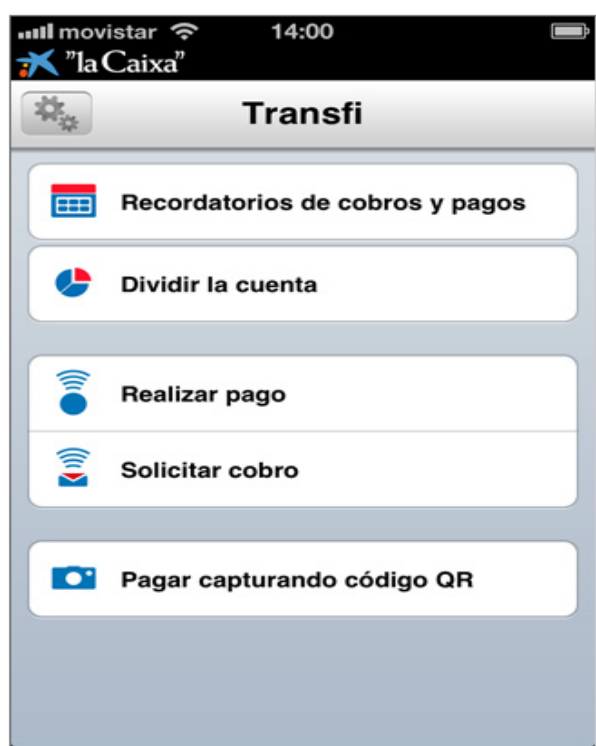 movistar 14:00
"la Caixa"
Transfi
Recordatorios de cobros y pagos
Dividir la cuenta
Realizar pago
Solicitar cobro
Pagar capturando código QR